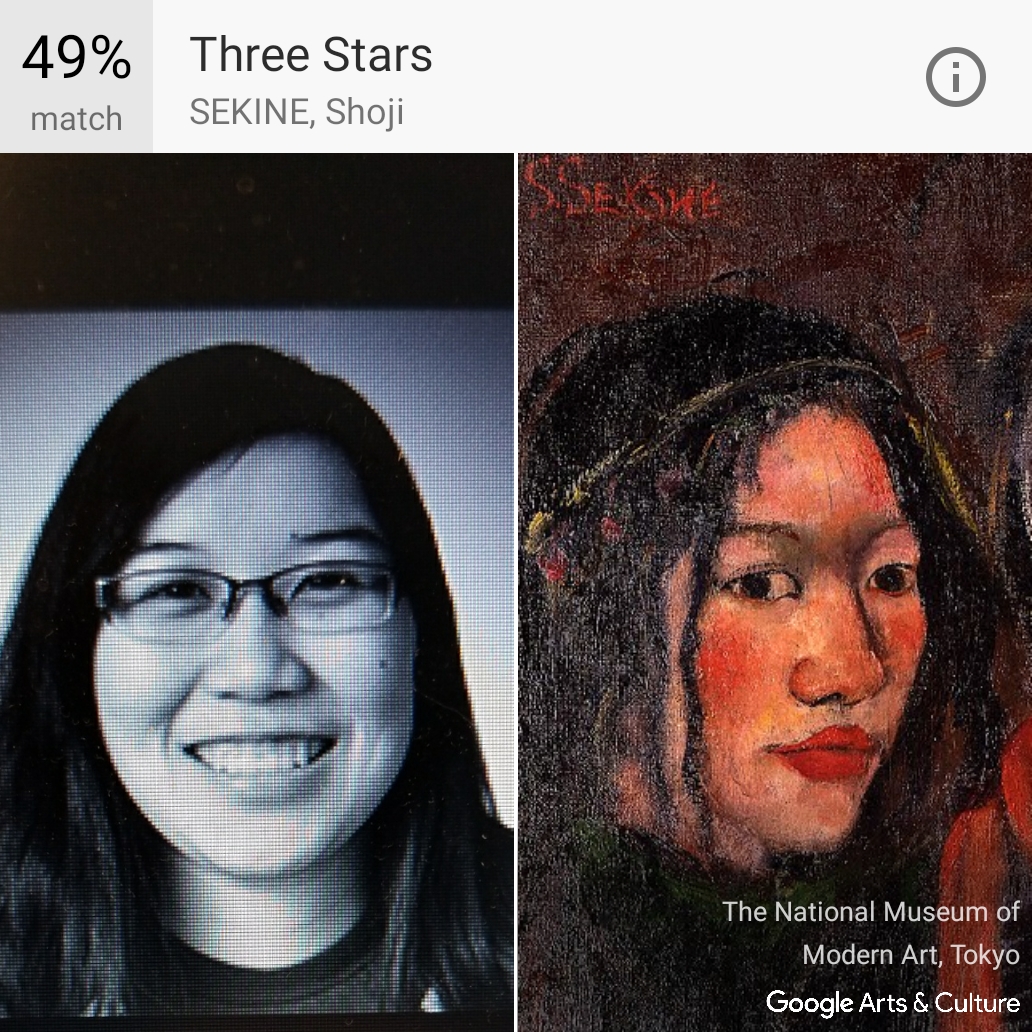 49%
match
Three Stars
SEKINE, Shoji
S.SEKINE
The National Museum of
Modern Art, Tokyo
Google Arts & Culture